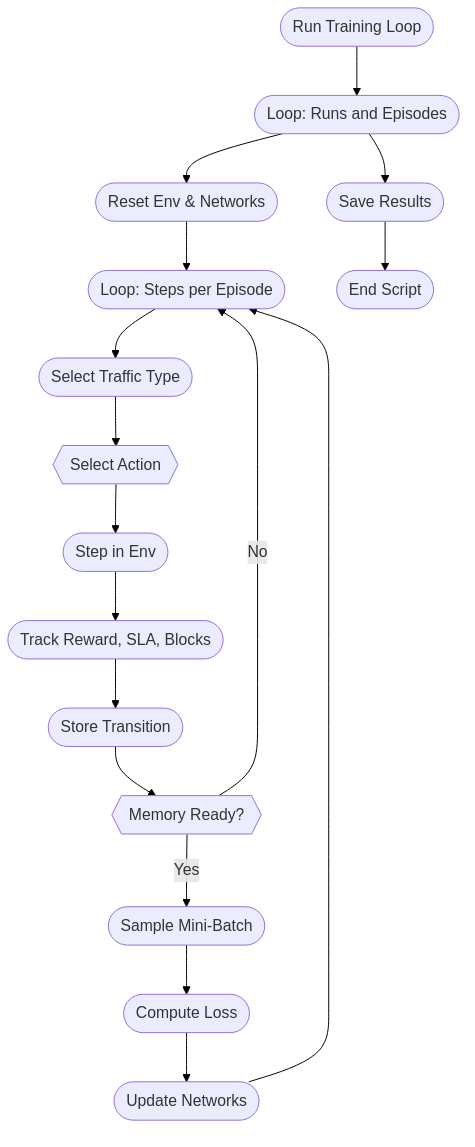 Run Training Loop
Loop: Runs and Episodes
Reset Env & Networks
Save Results
Loop: Steps per Episode
End Script
Select Traffic Type
Select Action
Step in Env
No
Track Reward, SLA, Blocks
Store Transition
Memory Ready?
Yes
Sample Mini-Batch
Compute Loss
Update Networks